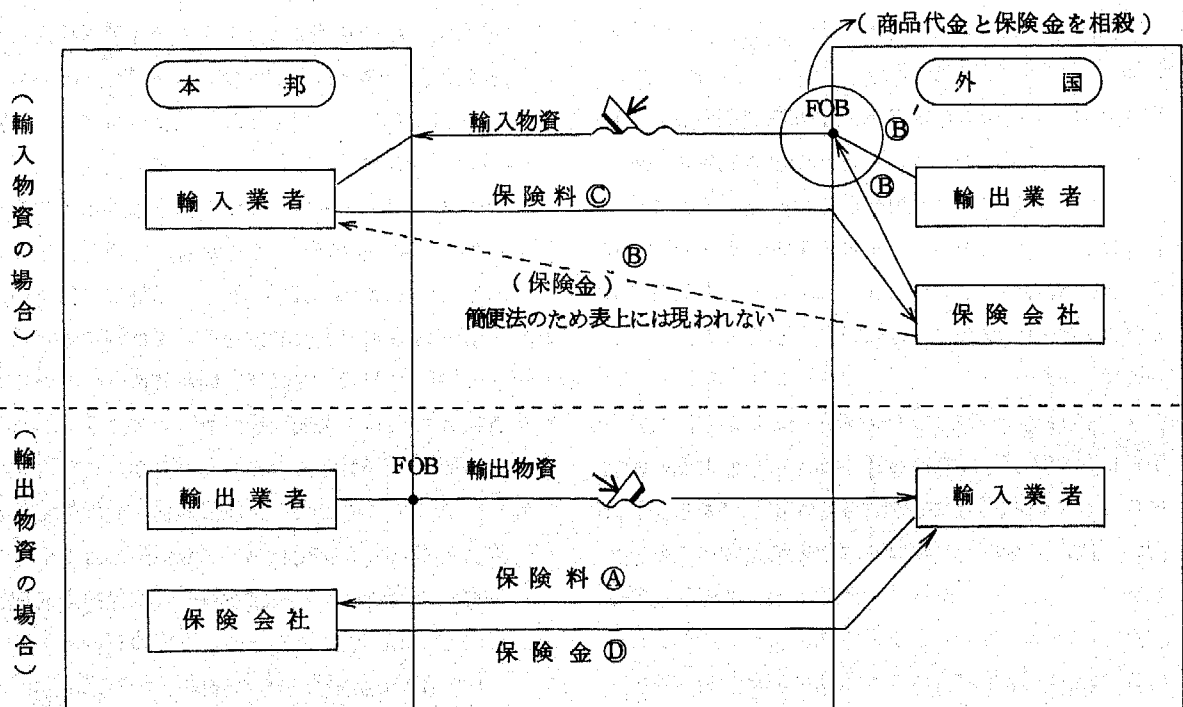 (商品代金と保険金を相殺)
本邦
外国
(輸入物資の場合)
FOB
Ⓑ
輸入物資
Ⓑ
輸入業者
保険料Ⓒ
輸出業者
Ⓑ
(保険金)
簡便法のため表上には現われない
保険会社
(輸出物資の場合)
FOB
輸出物資
輸出業者
輸入業者
保険料Ⓐ
保険会社
保険金Ⓓ